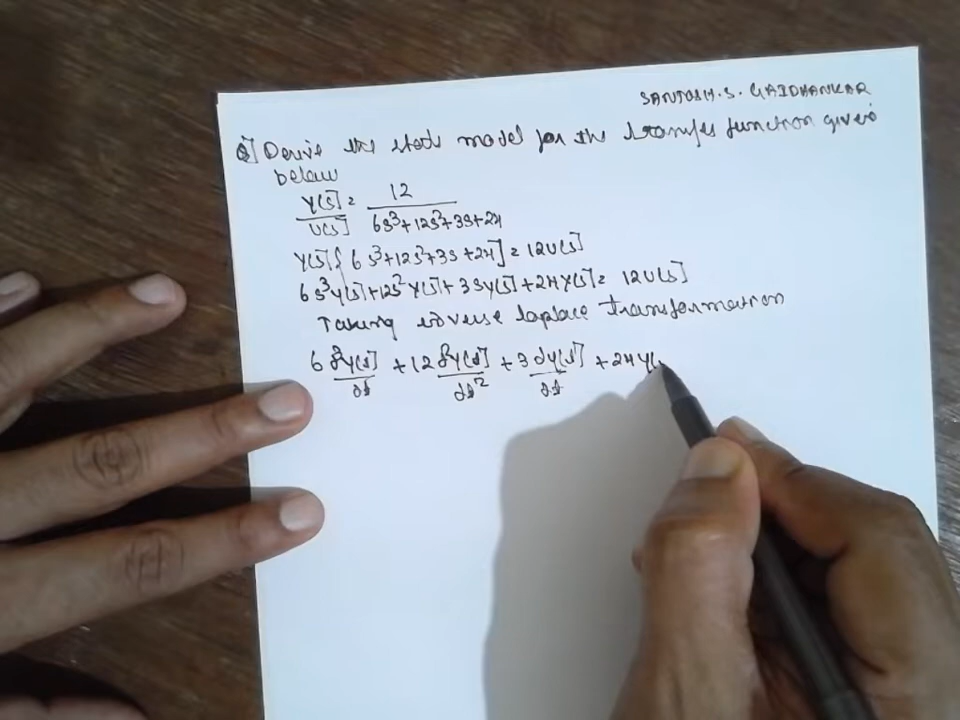 SANTOSH.S. GAIDHANKAR
Q] Derive the state model for the transfer function given
below
Y[s]/U[s] = 12/6s³+12s²+3s+24
Y[s][6s³+12s²+3s+24] = 12U[s]
6s³Y[s]+12s²Y[s]+3sY[s]+24Y[s]= 12U[s]
Taking inverse laplace transformation
6 d³y[t]/dt + 12 d²y[t]/dt² + 3 dy[t]/dt + 24 y(